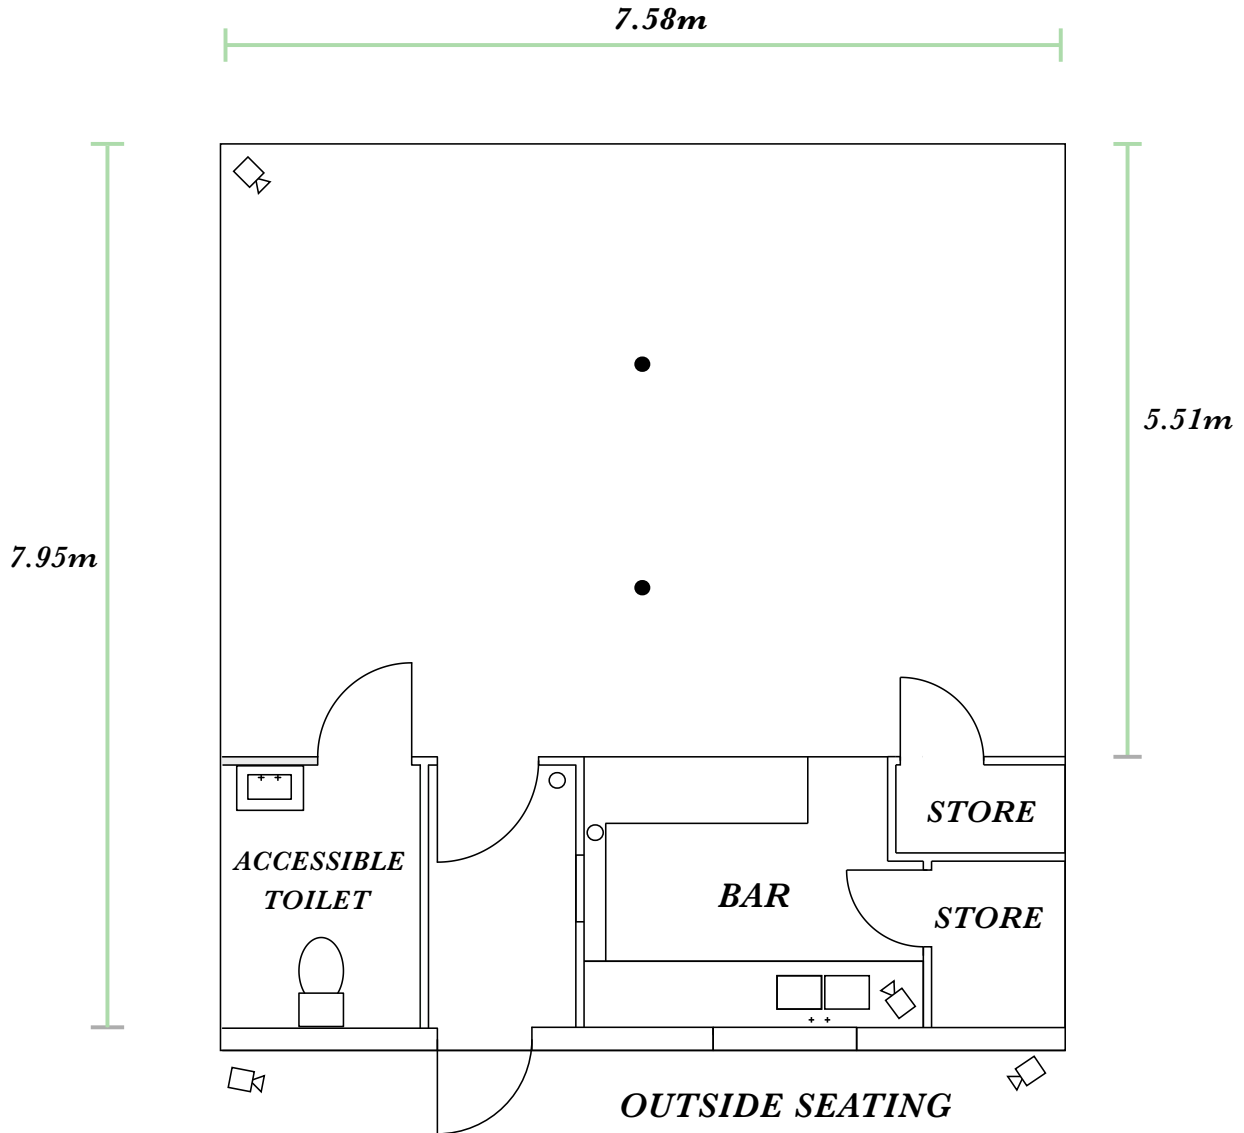 7.58m
5.51m
7.95m
STORE
ACCESSIBLE
TOILET
BAR
STORE
OUTSIDE SEATING